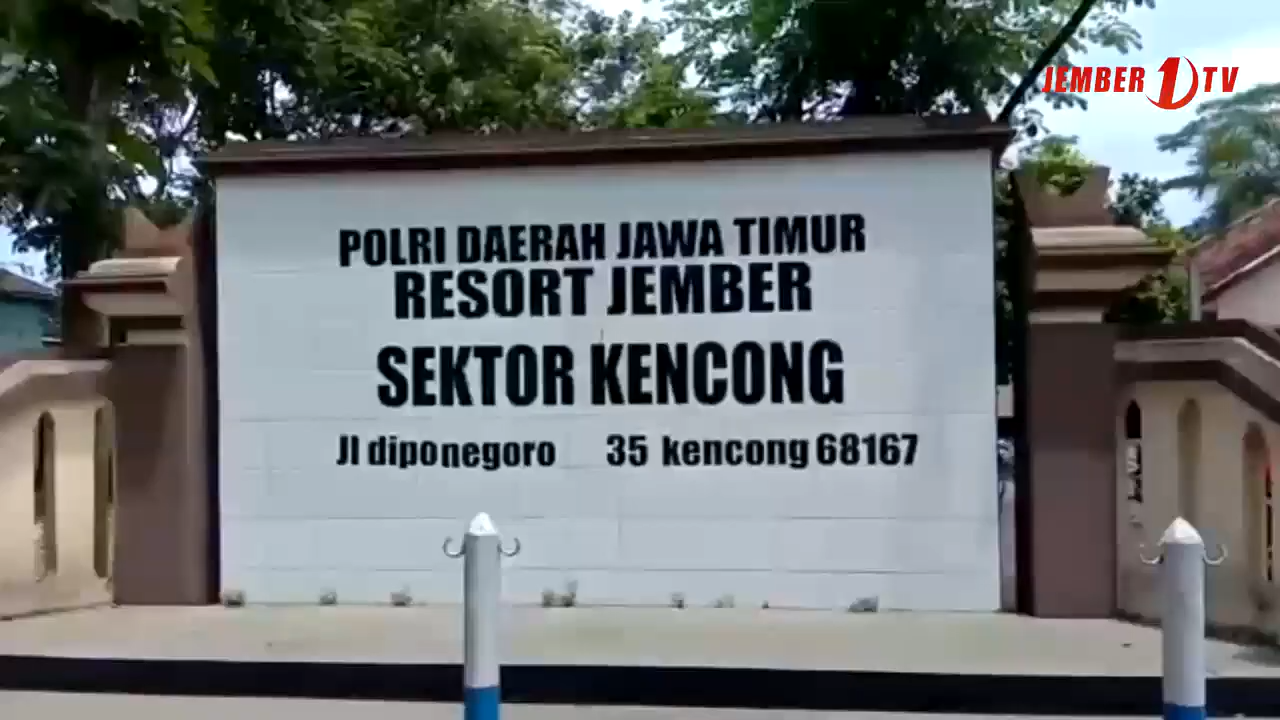 JEMBER 1 TV
POLRI DAERAH JAWA TIMUR
RESORT JEMBER
SEKTOR KENCONG
Jl diponegoro 35 kencong 68167